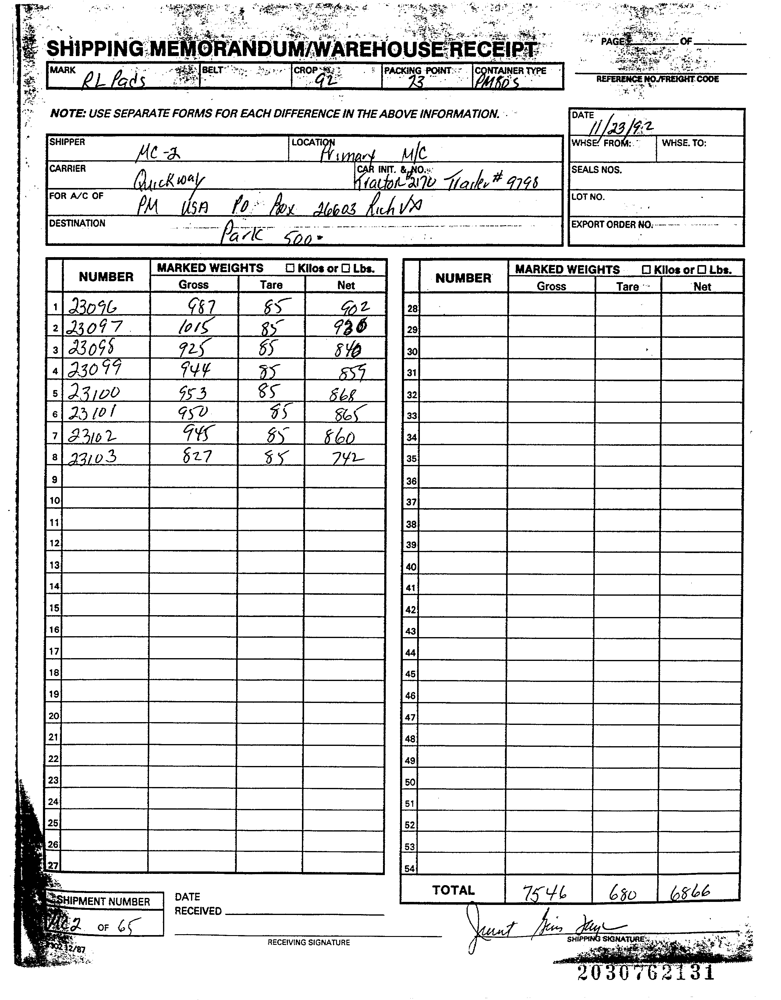 PAGE OF
SHIPPING MEMORANDUM/WAREHOUSE RECEIPT
MARK RL Pads BELT CROP 92 PACKING POINT 23 CONTAINER TYPE PMBDS
REFERENCE NO./FREIGHT CODE
NOTE: USE SEPARATE FORMS FOR EACH DIFFERENCE IN THE ABOVE INFORMATION.
DATE 11/23/92
SHIPPER MC-2 LOCATION Primary M/C
WHSE. FROM: WHSE. TO:
CARRIER Quickway CAR INIT. & NO. Tractor 2170 Trailer # 9798
SEALS NOS.
FOR A/C OF PM USA PO Box 26603 Rich VA
LOT NO.
DESTINATION Park 500
EXPORT ORDER NO.
NUMBER MARKED WEIGHTS ☐ Kilos or ☐ Lbs. NUMBER MARKED WEIGHTS ☐ Kilos or ☐ Lbs.
Gross Tare Net Gross Tare Net
1 23096 987 85 902 28
2 23097 1015 85 930 29
3 23098 925 85 840 30
4 23099 944 85 859 31
5 23100 953 85 868 32
6 23101 950 85 865 33
7 23102 945 85 860 34
8 23103 827 85 742 35
9 36
10 37
11 38
12 39
13 40
14 41
15 42
16 43
17 44
18 45
19 46
20 47
21 48
22 49
23 50
24 51
25 52
26 53
27 54
TOTAL 7546 680 6866
SHIPMENT NUMBER
MC2 OF 65
DATE
RECEIVED
RECEIVING SIGNATURE
SHIPPING SIGNATURE
12/87
2030762131